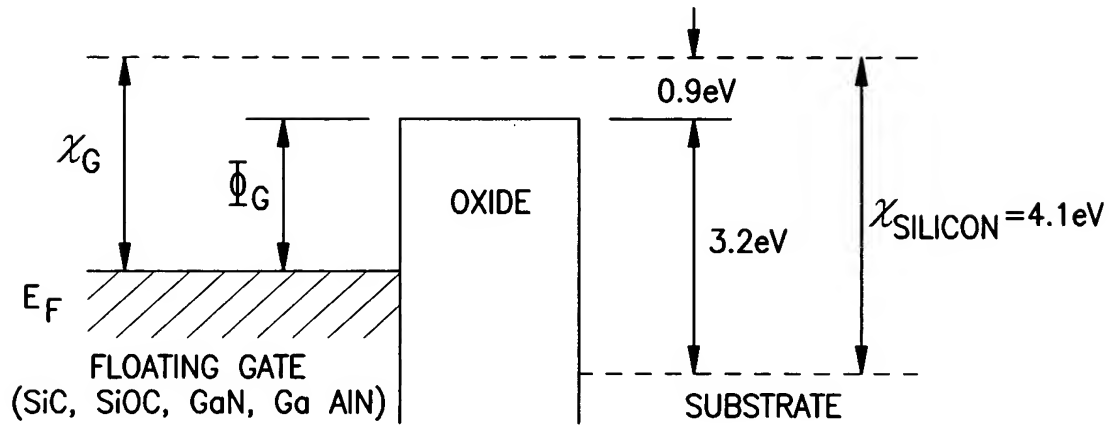 0.9eV
χG
ΦG
OXIDE
3.2eV
χSILICON=4.1eV
EF
FLOATING GATE
(SiC, SiOC, GaN, Ga AlN)
SUBSTRATE